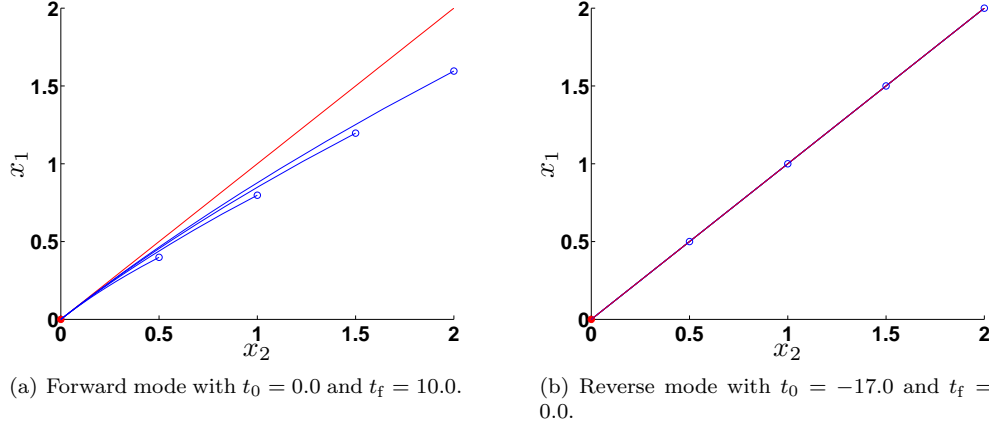 2
1.5
1
0.5
0
x₁
0 0.5 1 1.5 2
x₂
(a) Forward mode with t₀ = 0.0 and t_f = 10.0.
2
1.5
1
0.5
0
x₁
0 0.5 1 1.5 2
x₂
(b) Reverse mode with t₀ = −17.0 and t_f =
0.0.